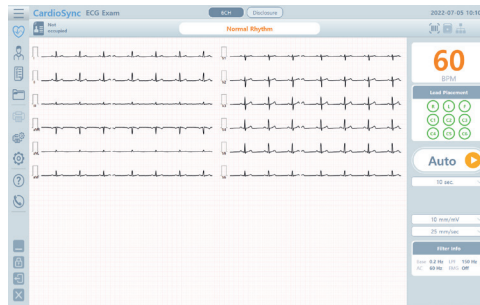 CardioSync ECG Exam
ECM Disclosure
2022-07-05 10:10
Not
occupied
Normal Rhythm
60
BPM
Lead Placement
R L F
C1 C2 C3
C4 C5 C6
Auto
10 sec.
10 mm/mV
25 mm/sec
Filter Info
150 Hz
AC 60 Hz EMG Off